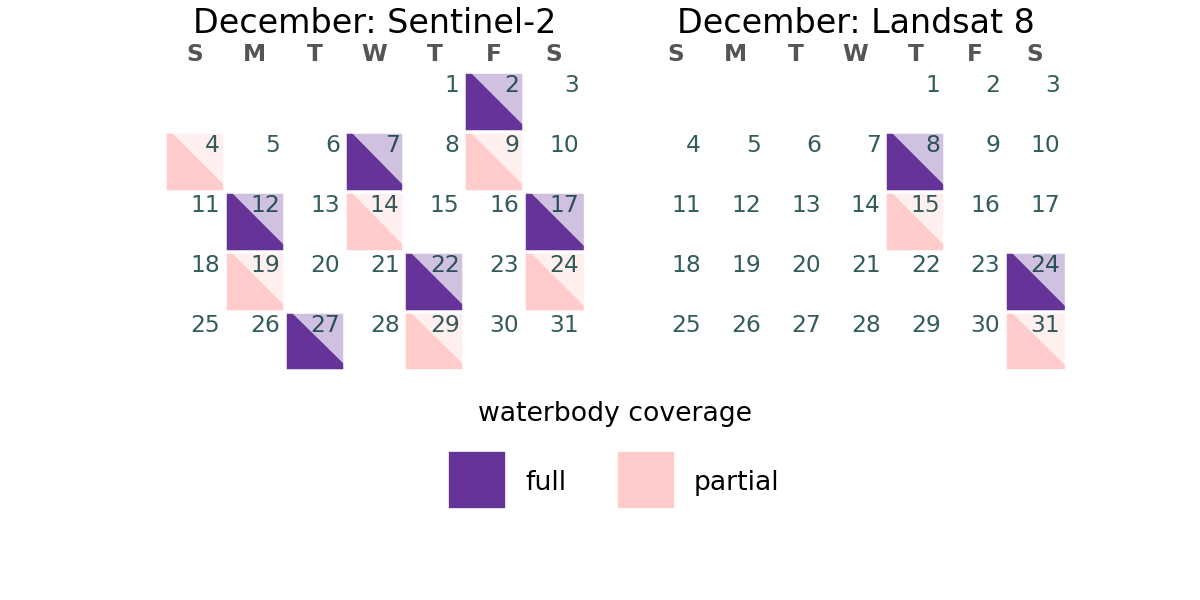 December: Sentinel-2
S M T W T F S
1 2 3
4 5 6 7 8 9 10
11 12 13 14 15 16 17
18 19 20 21 22 23 24
25 26 27 28 29 30 31
December: Landsat 8
S M T W T F S
1 2 3
4 5 6 7 8 9 10
11 12 13 14 15 16 17
18 19 20 21 22 23 24
25 26 27 28 29 30 31
waterbody coverage
full partial